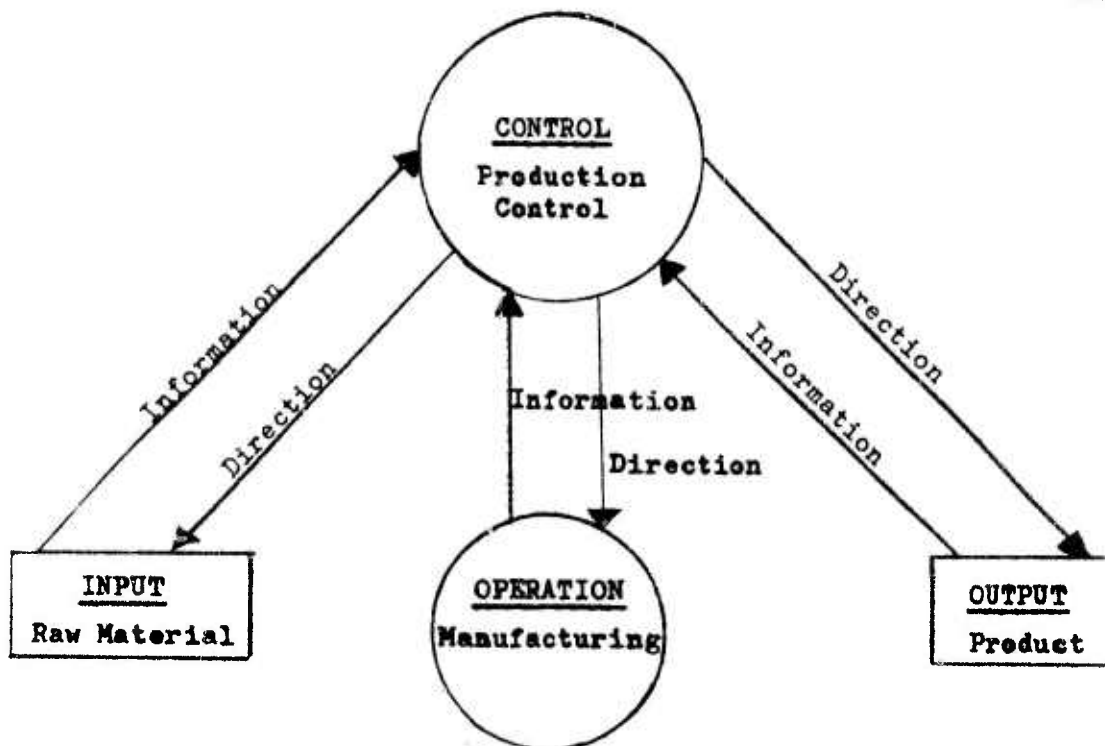 CONTROL
Production
Control
Information
Direction
Information
Direction
Information
Direction
INPUT
Raw Material
OPERATION
Manufacturing
OUTPUT
Product